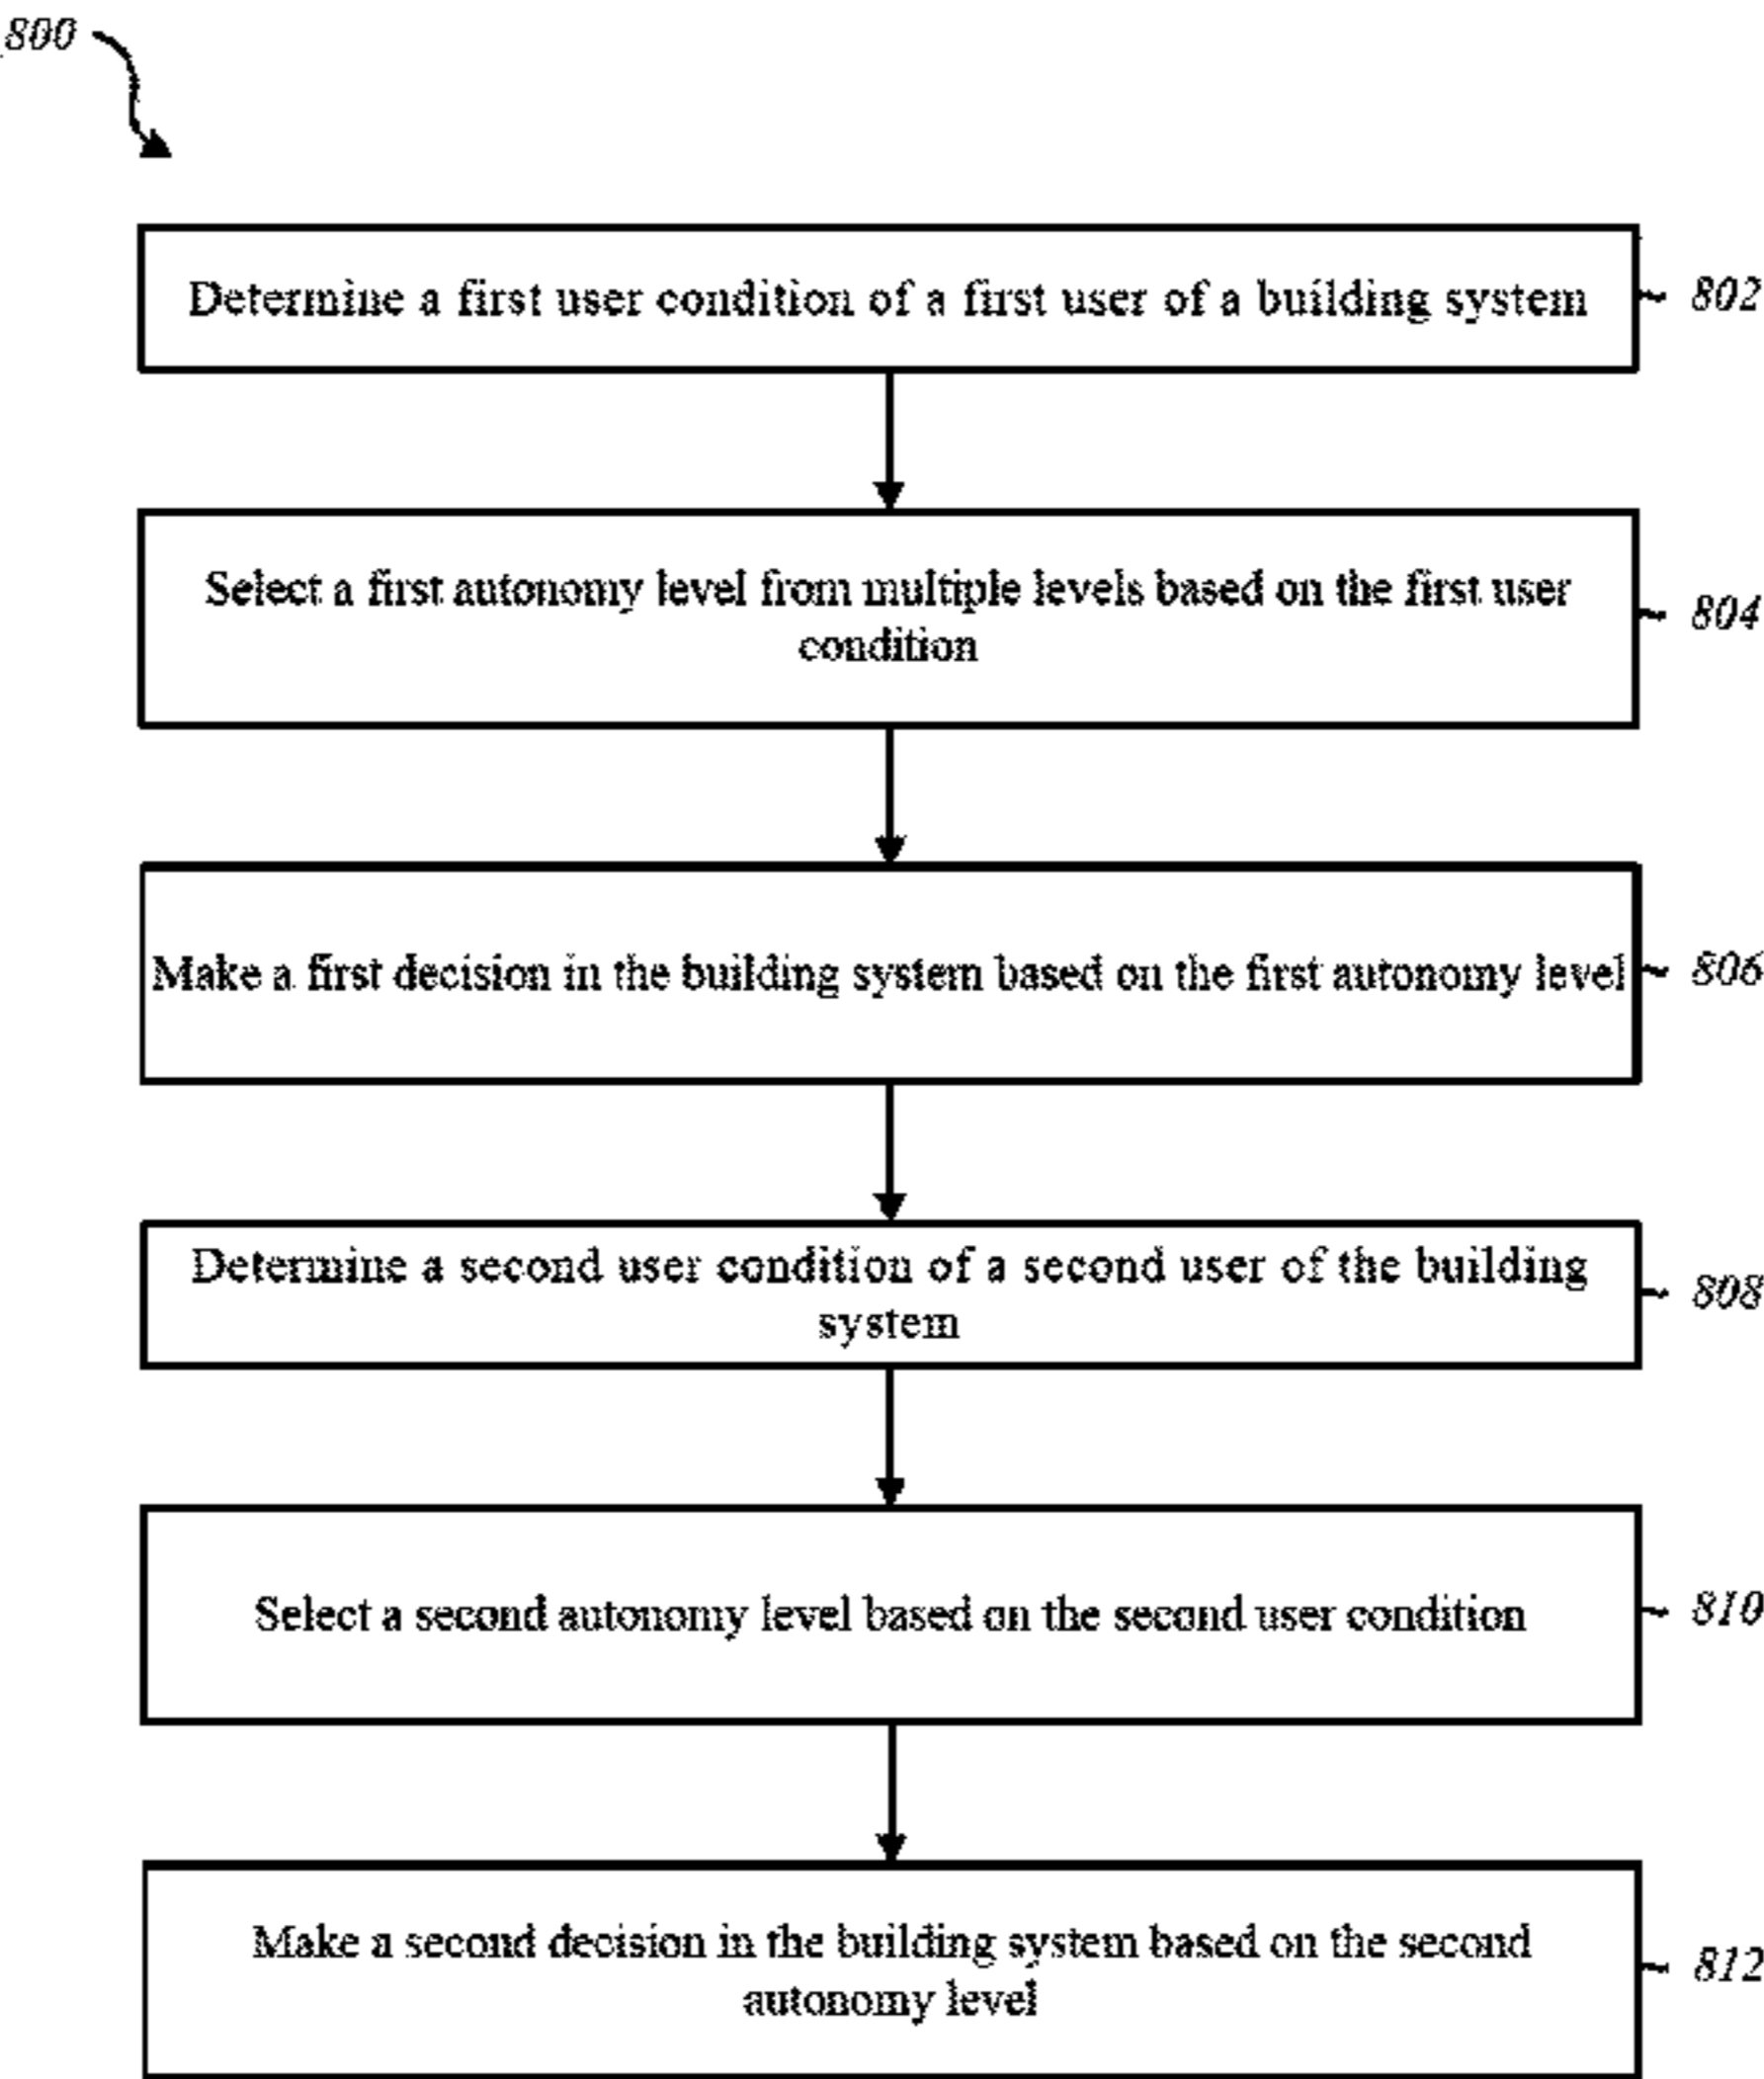 800
Determine a first user condition of a first user of a building system
802
Select a first autonomy level from multiple levels based on the first user
condition
804
Make a first decision in the building system based on the first autonomy level
806
Determine a second user condition of a second user of the building
system
808
Select a second autonomy level based on the second user condition
810
Make a second decision in the building system based on the second
autonomy level
812